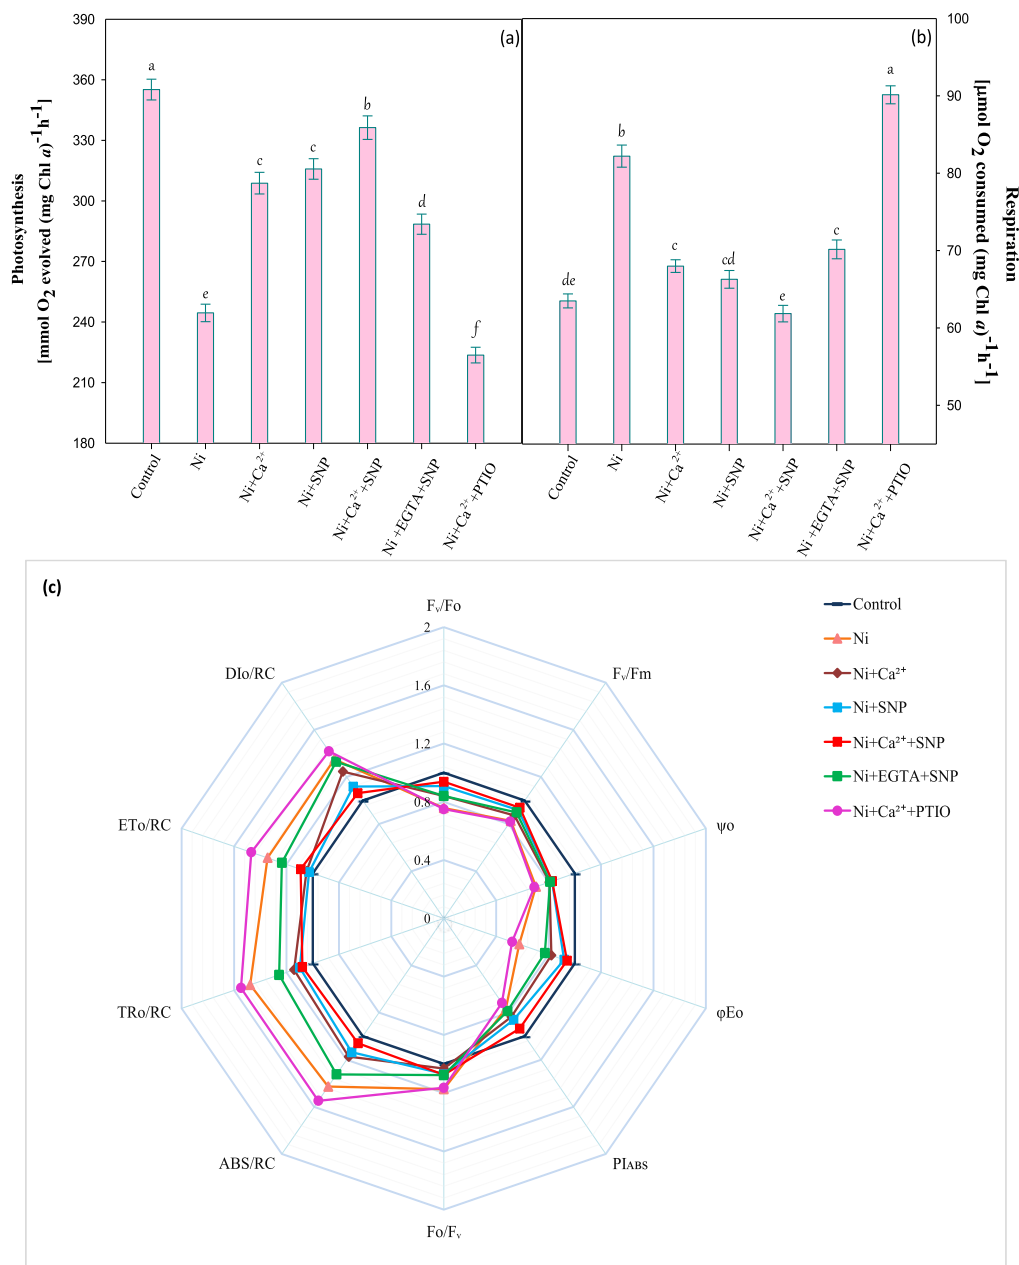 (a)
Photosynthesis
[mmol O2 evolved (mg Chl a)-1h-1]
390
360
330
300
270
240
210
180
a
e
c
c
b
d
f
Control
Ni
Ni+Ca2+
Ni+SNP
Ni+Ca2++SNP
Ni +EGTA+SNP
Ni+Ca2++PTIO
(b)
Respiration
[µmol O2 consumed (mg Chl a)-1h-1]
100
90
80
70
60
50
de
b
c
cd
e
c
a
Control
Ni
Ni+Ca2+
Ni+SNP
Ni+Ca2++SNP
Ni +EGTA+SNP
Ni+Ca2++PTIO
(c)
Fv/Fo
Fv/Fm
ψo
φEo
PIABS
Fo/Fv
ABS/RC
TRo/RC
ETo/RC
DIo/RC
2
1.6
1.2
0.8
0.4
0
Control
Ni
Ni+Ca²⁺
Ni+SNP
Ni+Ca²⁺+SNP
Ni+EGTA+SNP
Ni+Ca²⁺+PTIO